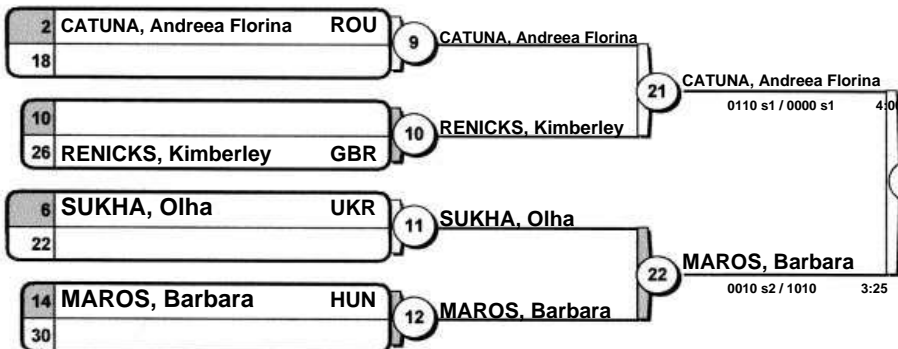 2 CATUNA, Andreea Florina ROU
18
9
CATUNA, Andreea Florina
10
26 RENICKS, Kimberley GBR
10
RENICKS, Kimberley
21
CATUNA, Andreea Florina
0110 s1 / 0000 s1
6 SUKHA, Olha UKR
22
11
SUKHA, Olha
14 MAROS, Barbara HUN
30
12
MAROS, Barbara
22
MAROS, Barbara
0010 s2 / 1010 3:25